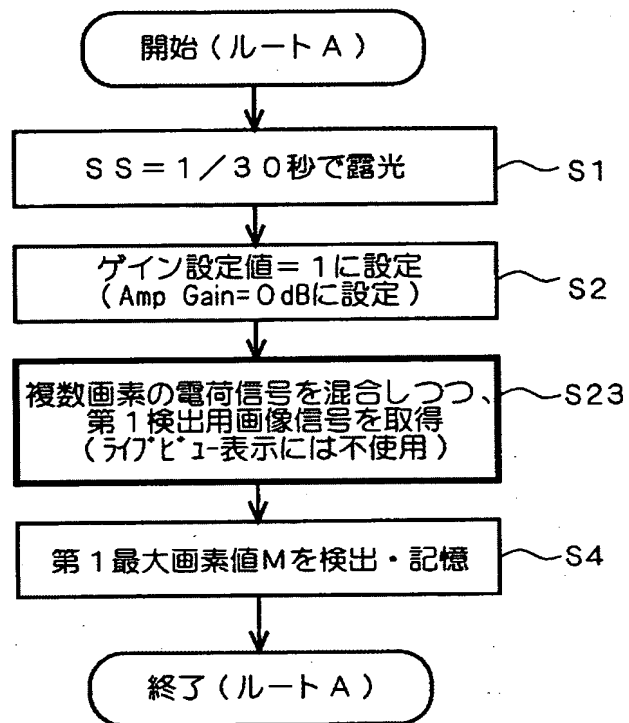 開始（ルートA）
SS＝1／30秒で露光
S1
ゲイン設定値＝1に設定
（Amp Gain=0dBに設定）
S2
複数画素の電荷信号を混合しつつ、
第1検出用画像信号を取得
（ﾗｲﾌﾞﾋﾞｭｰ表示には不使用）
S23
第1最大画素値Mを検出・記憶
S4
終了（ルートA）